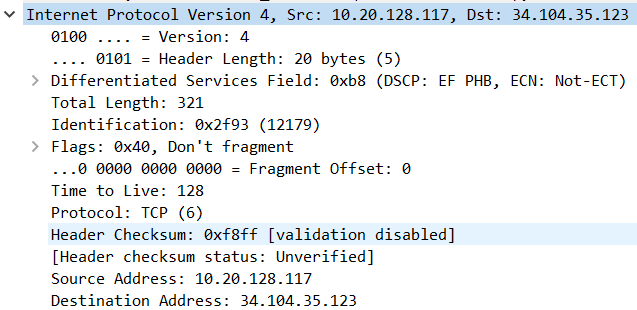 Internet Protocol Version 4, Src: 10.20.128.117, Dst: 34.104.35.123
0100 .... = Version: 4
.... 0101 = Header Length: 20 bytes (5)
Differentiated Services Field: 0xb8 (DSCP: EF PHB, ECN: Not-ECT)
Total Length: 321
Identification: 0x2f93 (12179)
Flags: 0x40, Don't fragment
...0 0000 0000 0000 = Fragment Offset: 0
Time to Live: 128
Protocol: TCP (6)
Header Checksum: 0xf8ff [validation disabled]
[Header checksum status: Unverified]
Source Address: 10.20.128.117
Destination Address: 34.104.35.123